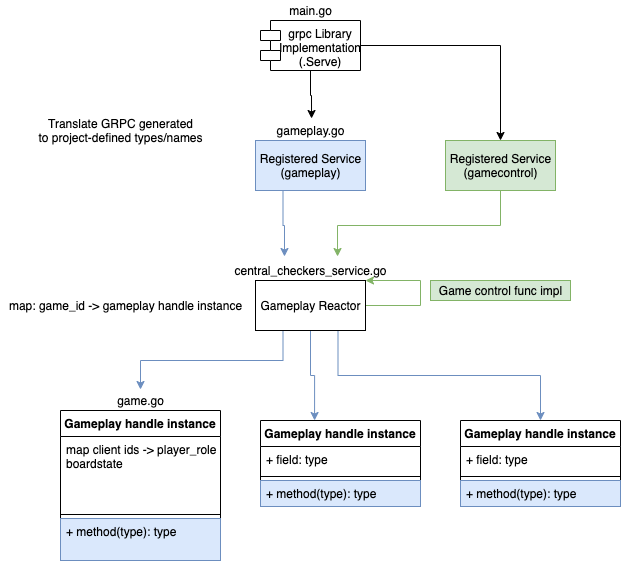 main.go
grpc Library
Implementation
(.Serve)
Translate GRPC generated
to project-defined types/names
gameplay.go
Registered Service
(gameplay)
Registered Service
(gamecontrol)
central_checkers_service.go
map: game_id -> gameplay handle instance
Gameplay Reactor
Game control func impl
game.go
Gameplay handle instance
map client ids -> player_role
boardstate
+ method(type): type
Gameplay handle instance
+ field: type
+ method(type): type
Gameplay handle instance
+ field: type
+ method(type): type